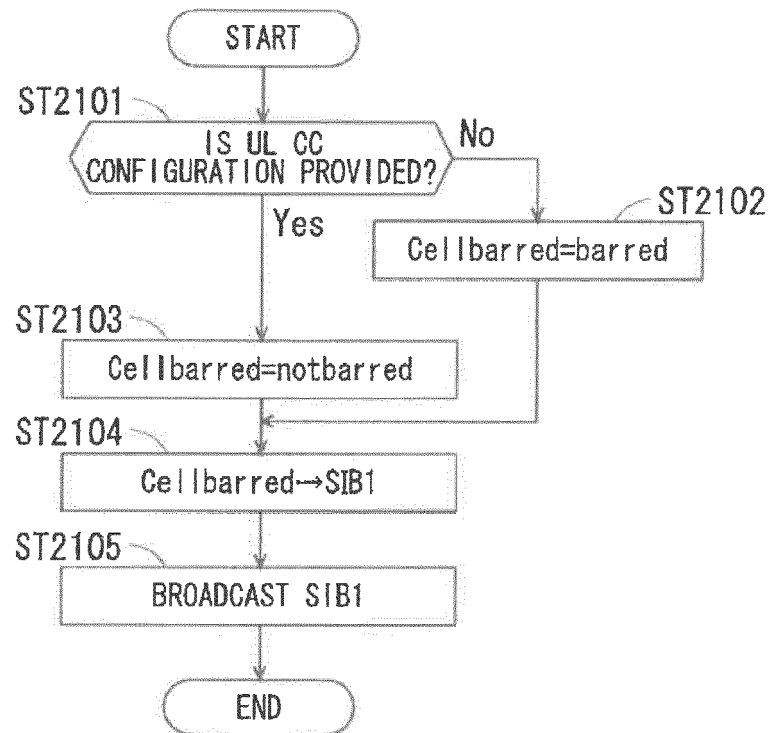 START
ST2101
IS UL CC
CONFIGURATION PROVIDED?
No
Yes
ST2102
Cellbarred=barred
ST2103
Cellbarred=notbarred
ST2104
Cellbarred→SIB1
ST2105
BROADCAST SIB1
END